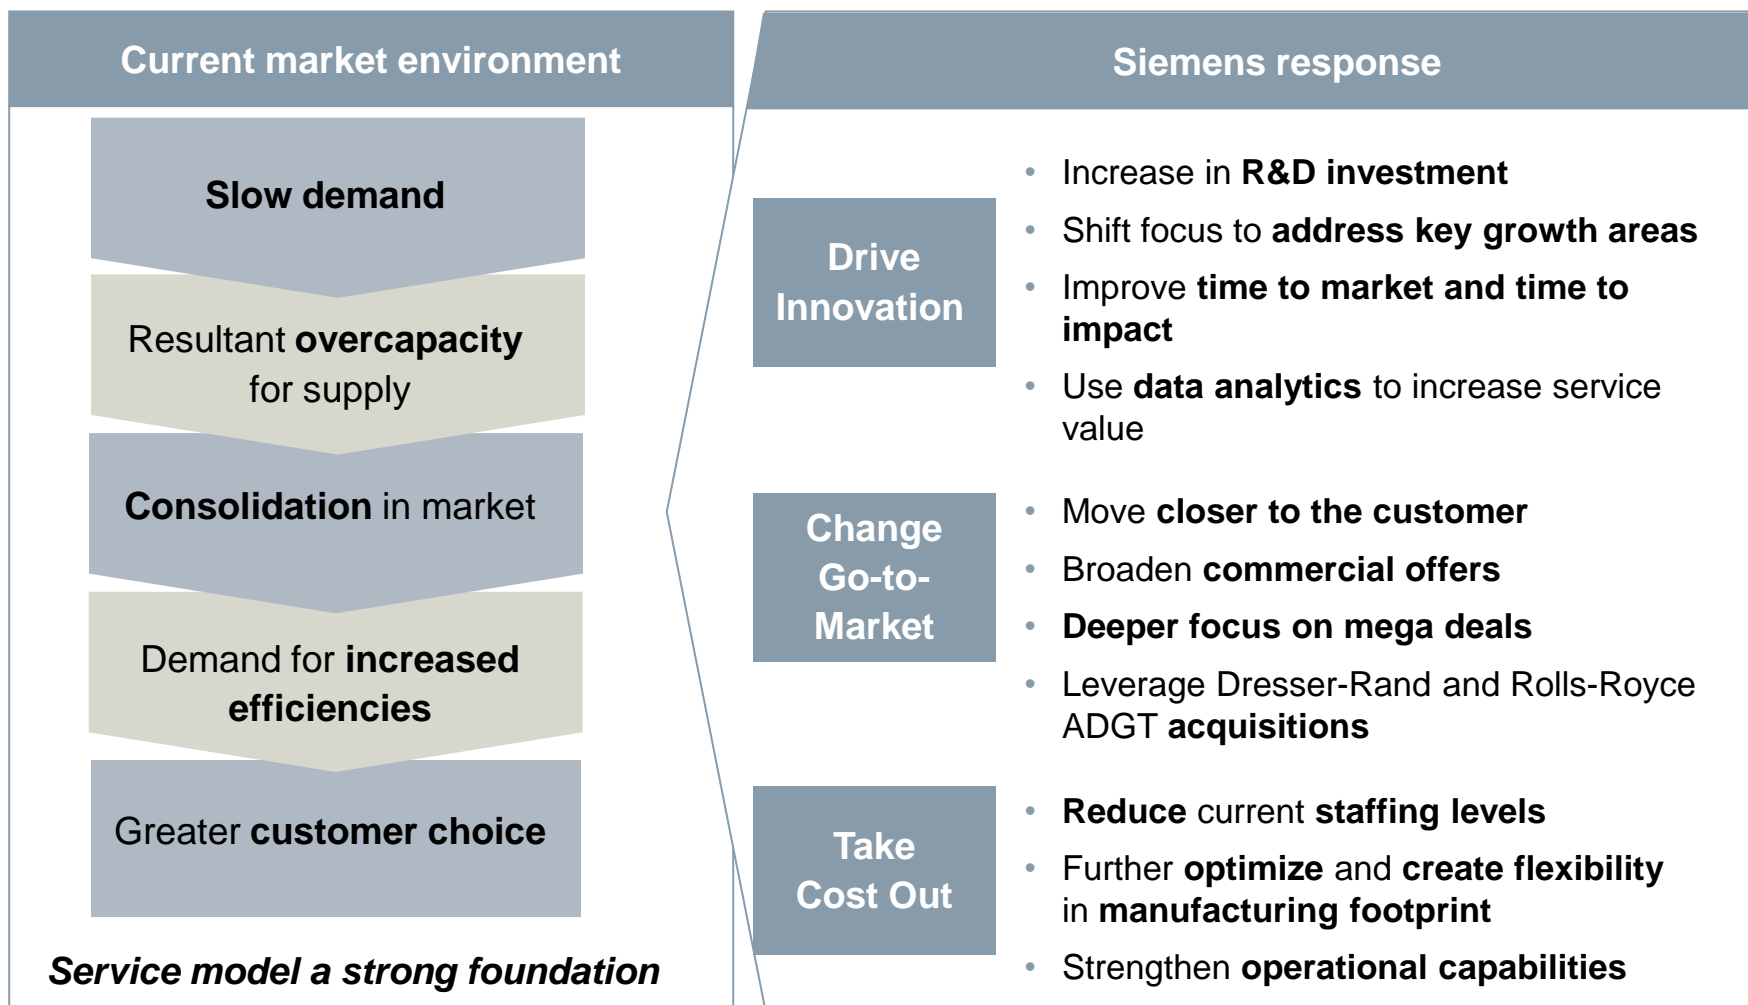 Current market environment
Slow demand
Resultant overcapacity
for supply
Consolidation in market
Demand for increased
efficiencies
Greater customer choice
Service model a strong foundation
Siemens response
Drive
Innovation
• Increase in R&D investment
• Shift focus to address key growth areas
• Improve time to market and time to
impact
• Use data analytics to increase service
value
Change
Go-to-
Market
• Move closer to the customer
• Broaden commercial offers
• Deeper focus on mega deals
• Leverage Dresser-Rand and Rolls-Royce
ADGT acquisitions
Take
Cost Out
• Reduce current staffing levels
• Further optimize and create flexibility
in manufacturing footprint
• Strengthen operational capabilities